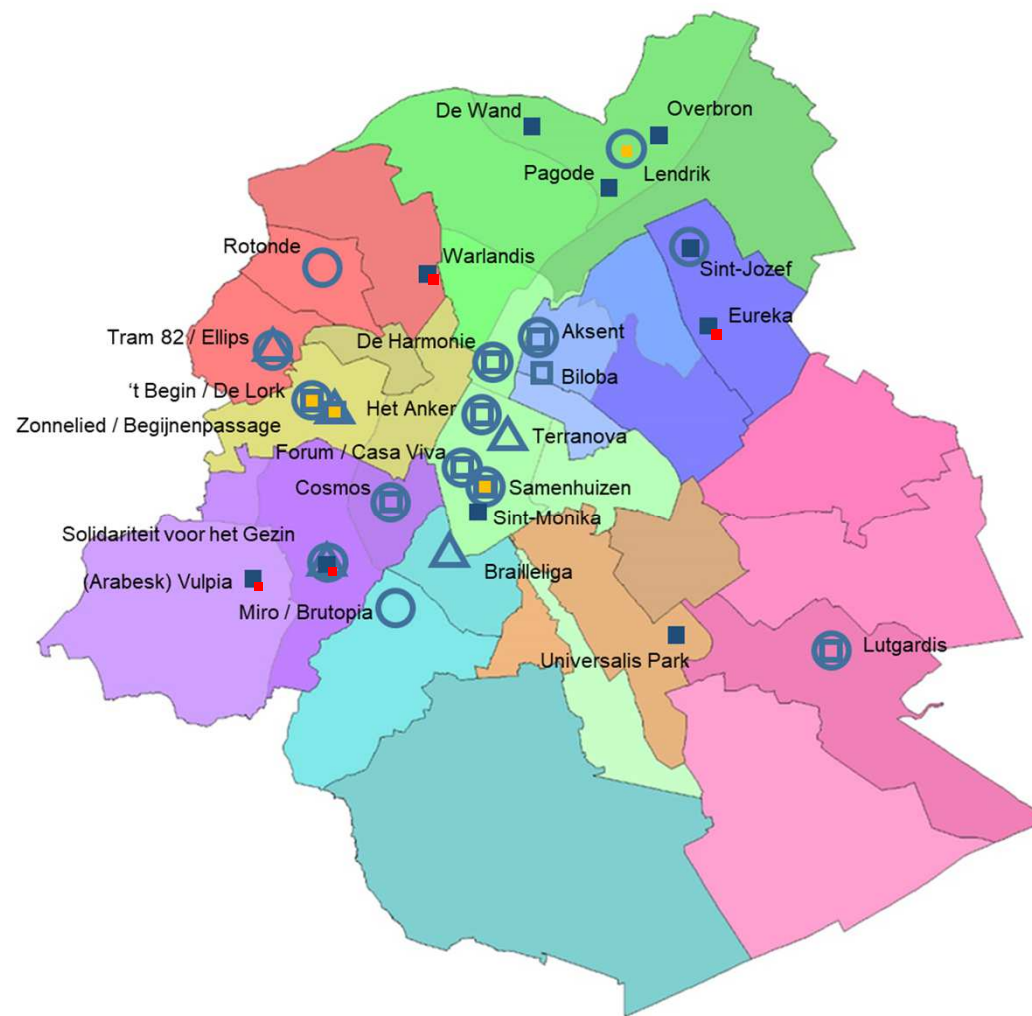 De Wand
Overbron
Pagode
Lendrik
Rotonde
Warlandis
Sint-Jozef
Eureka
Tram 82 / Ellips
De Harmonie
Aksent
Biloba
‘t Begin / De Lork
Het Anker
Zonnelied / Begijnenpassage
Terranova
Forum / Casa Viva
Cosmos
Samenhuizen
Sint-Monika
Solidariteit voor het Gezin
Brailleliga
(Arabesk) Vulpia
Miro / Brutopia
Universalis Park
Lutgardis